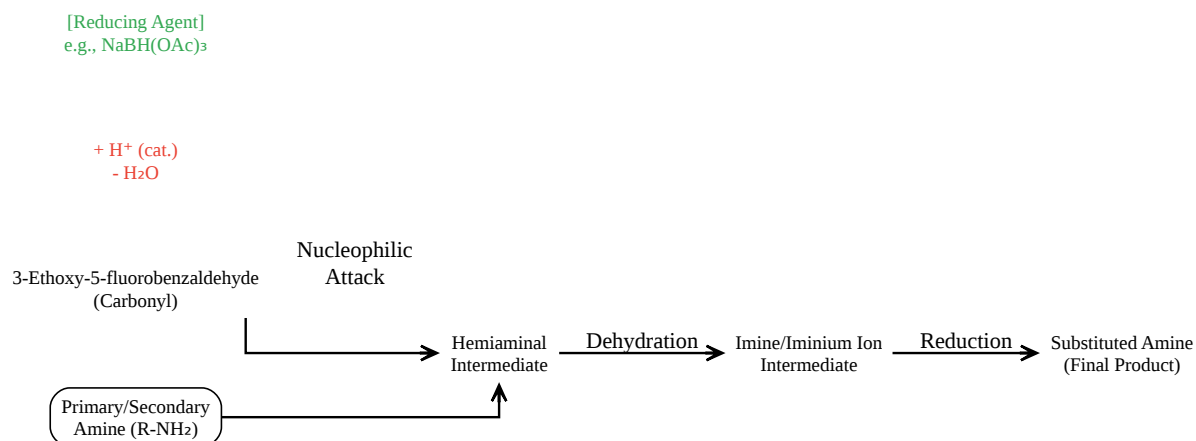 [Reducing Agent]
e.g., NaBH(OAc)₃
+ H⁺ (cat.)
- H₂O
Nucleophilic
Attack
3-Ethoxy-5-fluorobenzaldehyde
(Carbonyl)
Hemiaminal
Intermediate
Dehydration
Imine/Iminium Ion
Intermediate
Reduction
Substituted Amine
(Final Product)
Primary/Secondary
Amine (R-NH₂)